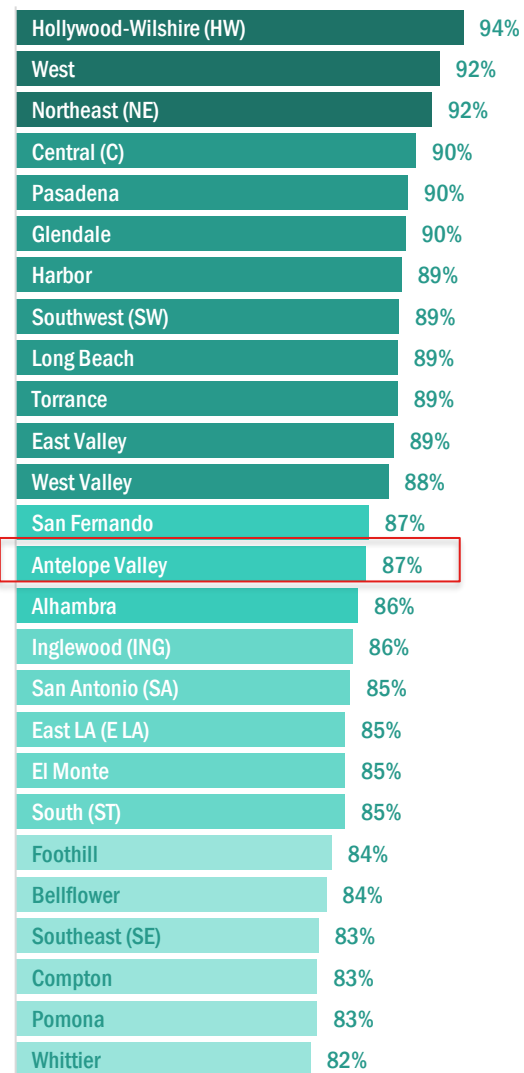 Hollywood-Wilshire (HW) 94%
West 92%
Northeast (NE) 92%
Central (C) 90%
Pasadena 90%
Glendale 90%
Harbor 89%
Southwest (SW) 89%
Long Beach 89%
Torrance 89%
East Valley 89%
West Valley 88%
San Fernando 87%
Antelope Valley 87%
Alhambra 86%
Inglewood (ING) 86%
San Antonio (SA) 85%
East LA (E LA) 85%
El Monte 85%
South (ST) 85%
Foothill 84%
Bellflower 84%
Southeast (SE) 83%
Compton 83%
Pomona 83%
Whittier 82%